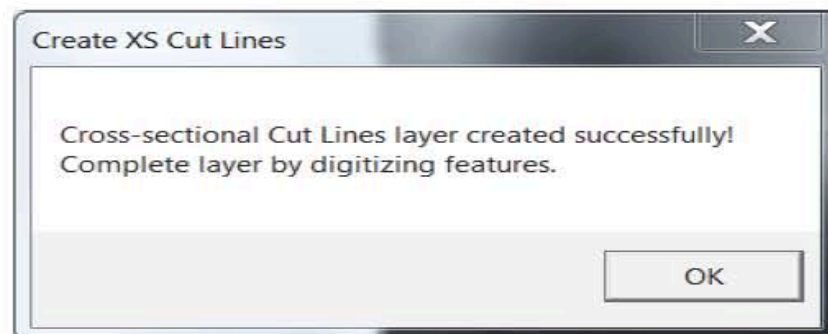 Create XS Cut Lines
Cross-sectional Cut Lines layer created successfully!
Complete layer by digitizing features.
OK